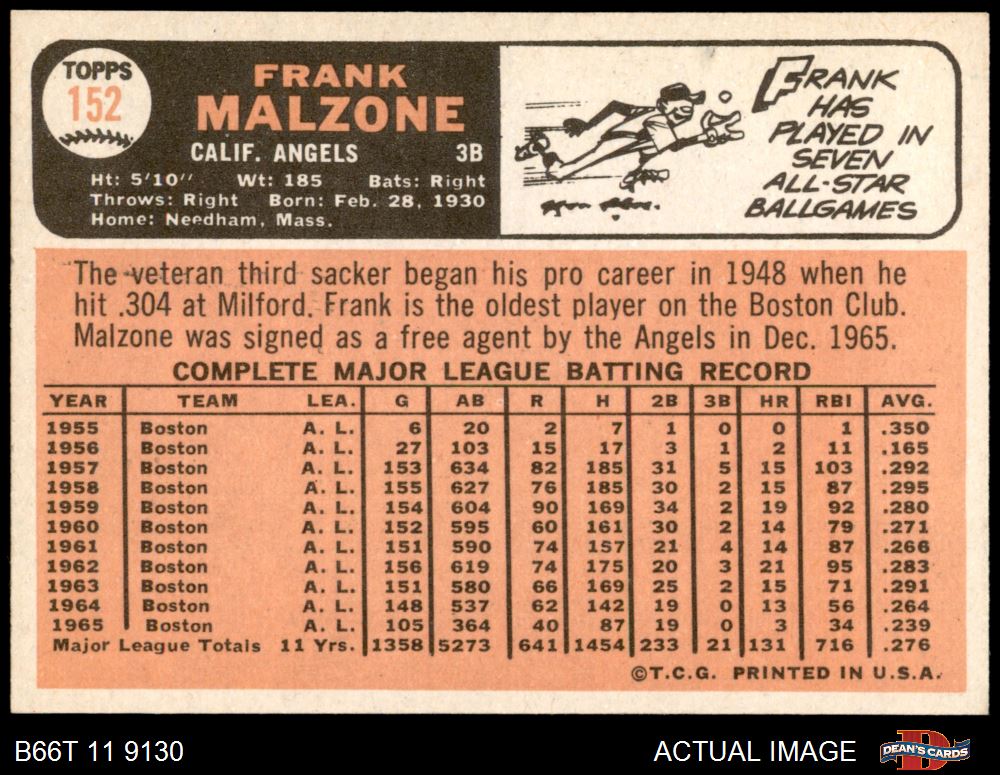 TOPPS
152
FRANK
MALZONE
CALIF. ANGELS 3B
Ht: 5'10" Wt: 185 Bats: Right
Throws: Right Born: Feb. 28, 1930
Home: Needham, Mass.
FRANK
HAS
PLAYED IN
SEVEN
ALL-STAR
BALLGAMES
The veteran third sacker began his pro career in 1948 when he
hit .304 at Milford. Frank is the oldest player on the Boston Club.
Malzone was signed as a free agent by the Angels in Dec. 1965.
COMPLETE MAJOR LEAGUE BATTING RECORD
YEAR TEAM LEA. G AB R H 2B 3B HR RBI AVG.
1955 Boston A. L. 6 20 2 7 1 0 0 1 .350
1956 Boston A. L. 27 103 15 17 3 1 2 11 .165
1957 Boston A. L. 153 634 82 185 31 5 15 103 .292
1958 Boston A. L. 155 627 76 185 30 2 15 87 .295
1959 Boston A. L. 154 604 90 169 34 2 19 92 .280
1960 Boston A. L. 152 595 60 161 30 2 14 79 .271
1961 Boston A. L. 151 590 74 157 21 4 14 87 .266
1962 Boston A. L. 156 619 74 175 20 3 21 95 .283
1963 Boston A. L. 151 580 66 169 25 2 15 71 .291
1964 Boston A. L. 148 537 62 142 19 0 13 56 .264
1965 Boston A. L. 105 364 40 87 19 0 3 34 .239
Major League Totals 11 Yrs. 1358 5273 641 1454 233 21 131 716 .276
©T.C.G. PRINTED IN U.S.A.
B66T 11 9130
ACTUAL IMAGE
DEAN'S CARDS